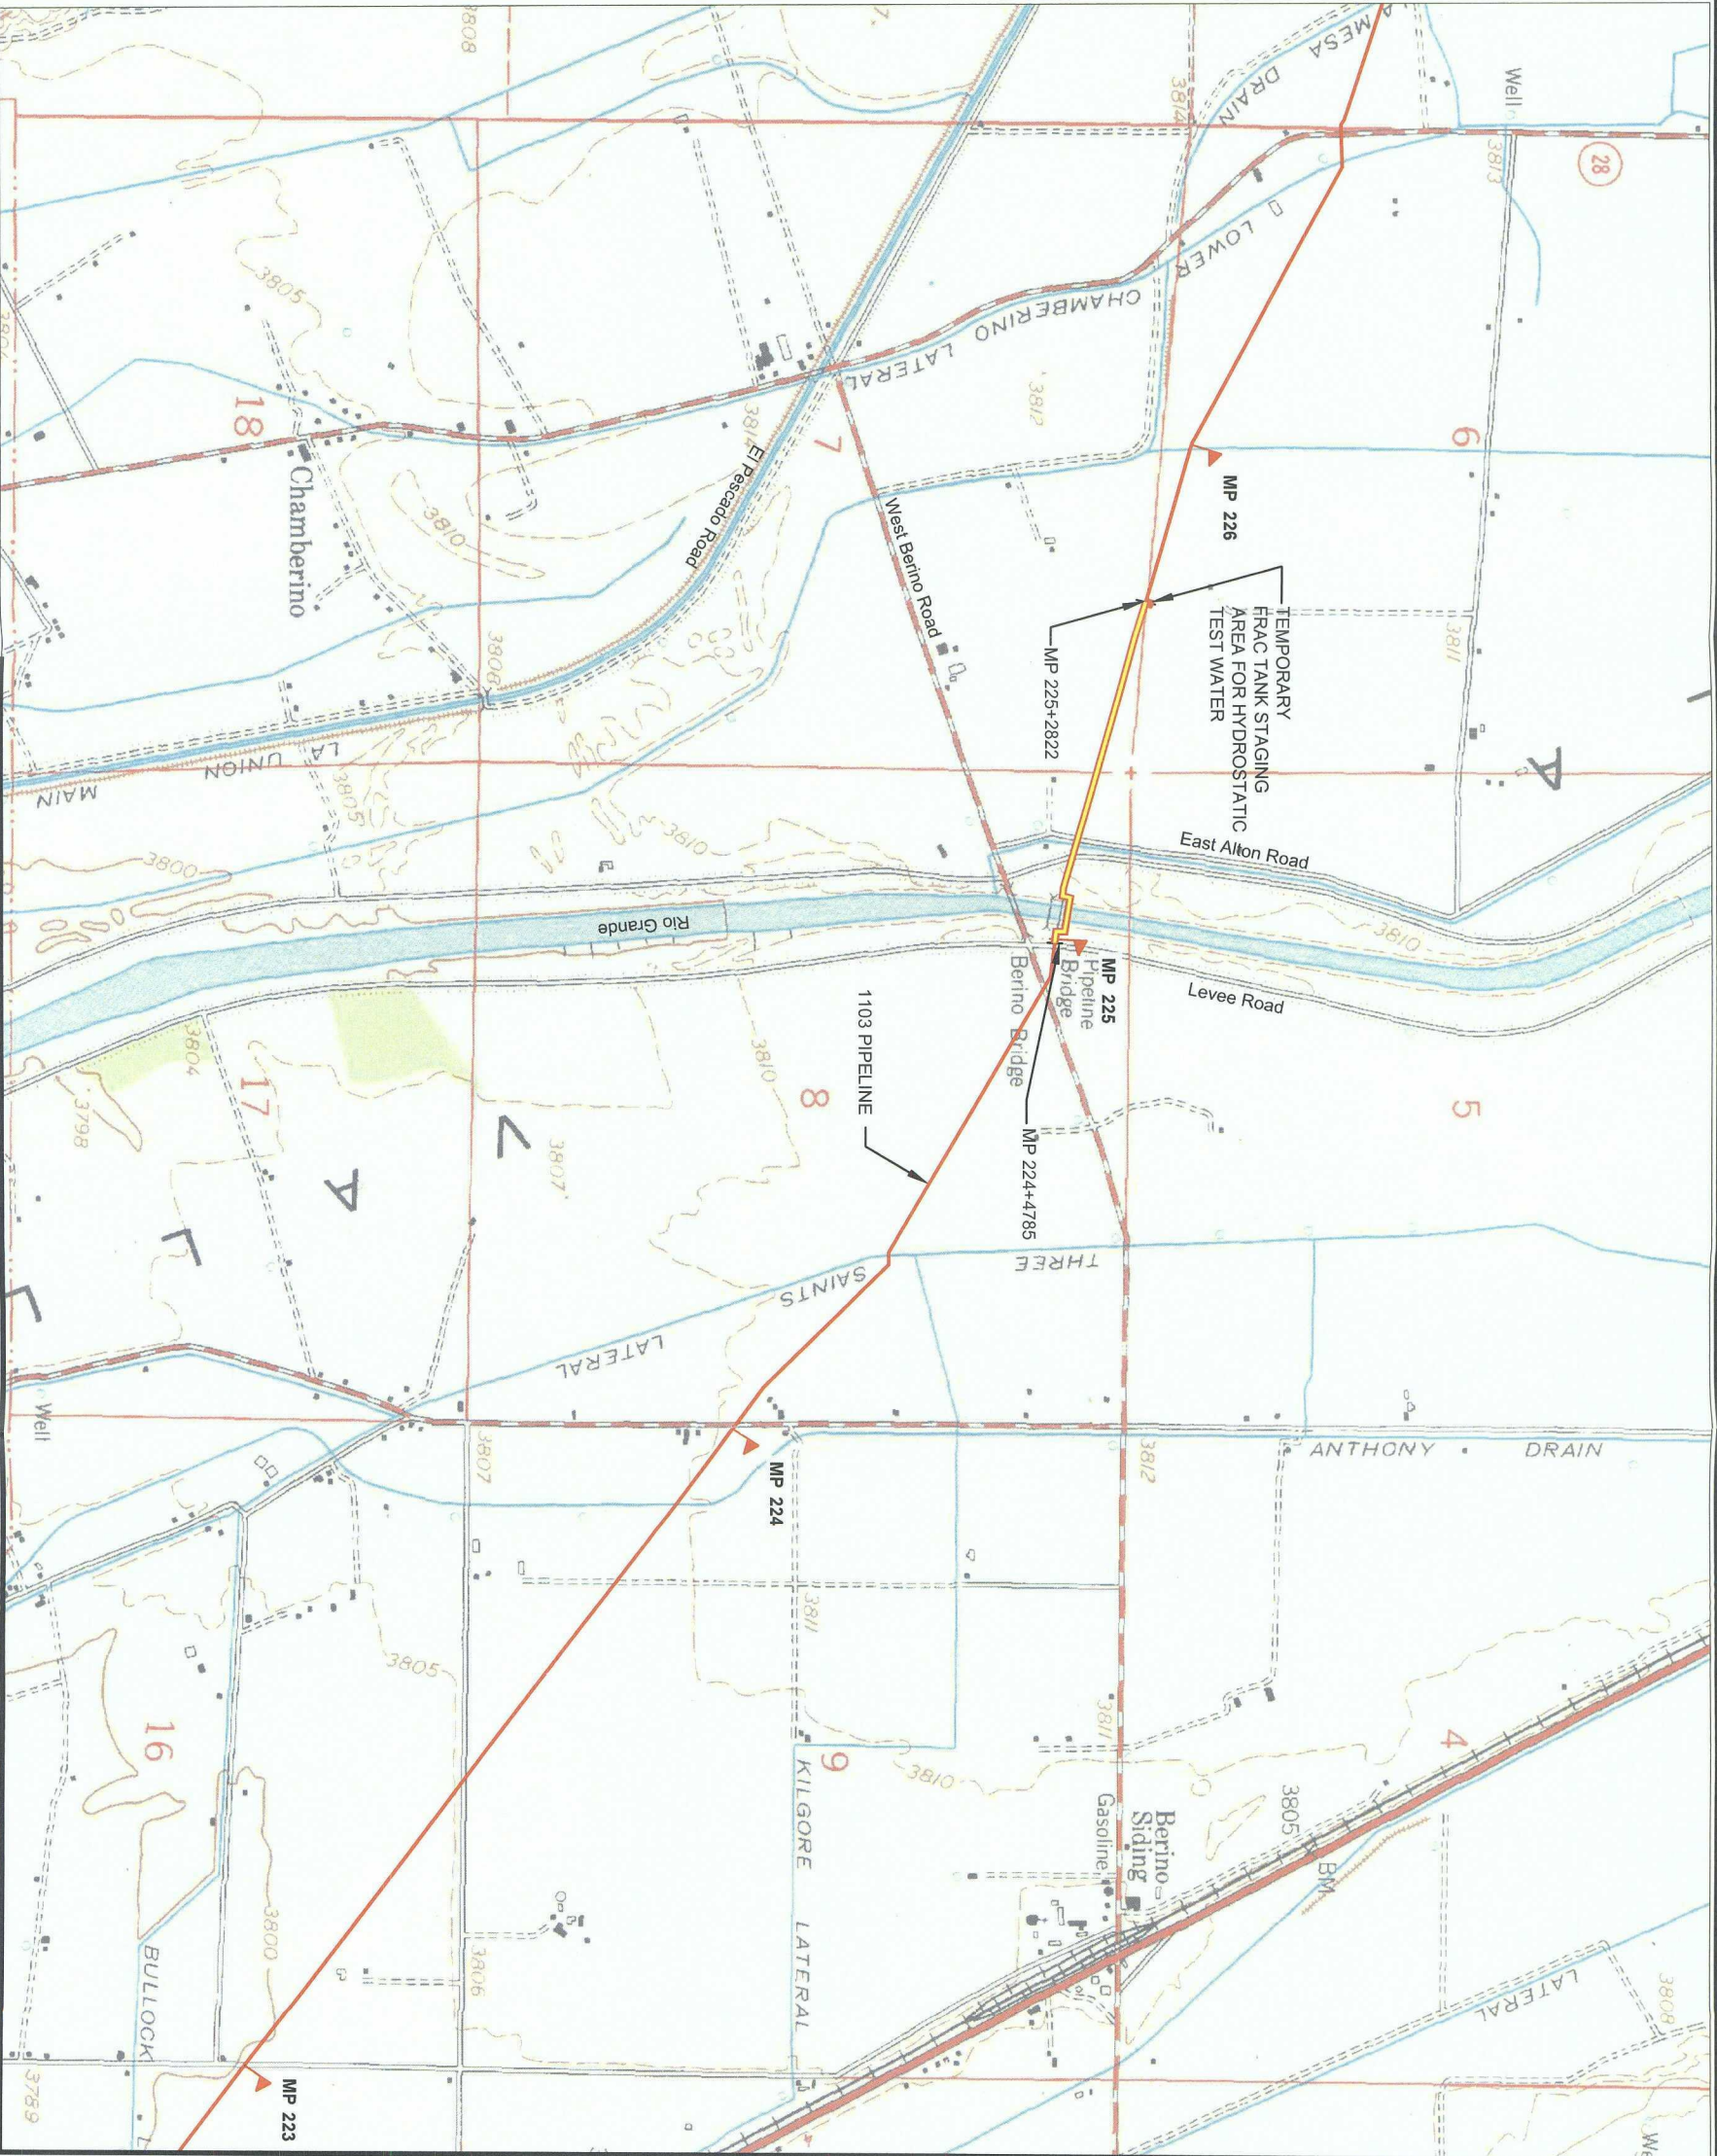 MESA
DRAIN
3808
7
3814
Well
3813
28
LOWER
CHAMBERINO
LATERAL
3805
3812
18
3814
7
6
El Pescado Road
West Berino Road
MP 226
Chamberino
3810
TEMPORARY
FRAC TANK STAGING
AREA FOR HYDROSTATIC
TEST WATER
3811
MP 225+2822
3808
LA
UNION
MAIN
3805
3800
3810
A
East Alton Road
3810
Rio Grande
MP 225
Pipeline
Bridge
Berino Bridge
Levee Road
1103 PIPELINE
MP 224+4785
3804
3798
17
3810
8
5
V
A
L
L
3807
THREE
SAINTS
LATERAL
Well
3807
MP 224
3812
ANTHONY
DRAIN
3811
3805
16
9
3810
3811
4
KILGORE
LATERAL
Gasoline
Berino
Siding
3805
BM
3800
BULLOCK
3806
LATERAL
3808
MP 223
3789